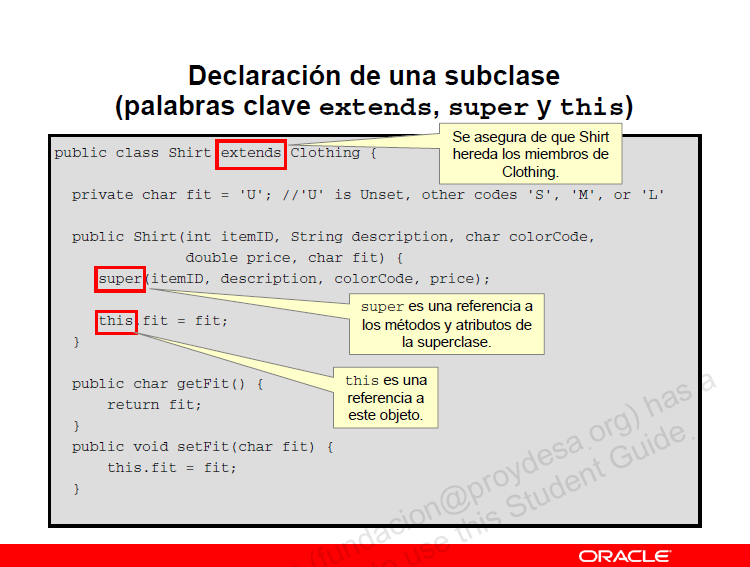 Declaración de una subclase
(palabras clave extends, super y this)
public class Shirt extends Clothing {
Se asegura de que Shirt
hereda los miembros de
Clothing.
private char fit = 'U'; //'U' is Unset, other codes 'S', 'M', or 'L'
public Shirt(int itemID, String description, char colorCode,
double price, char fit) {
super(itemID, description, colorCode, price);
super es una referencia a
los métodos y atributos de
la superclase.
this.fit = fit;
}
this es una
referencia a
este objeto.
public char getFit() {
return fit;
}
public void setFit(char fit) {
this.fit = fit;
}
(fundacion@proydesa.org) has a
use this Student Guide.
ORACLE